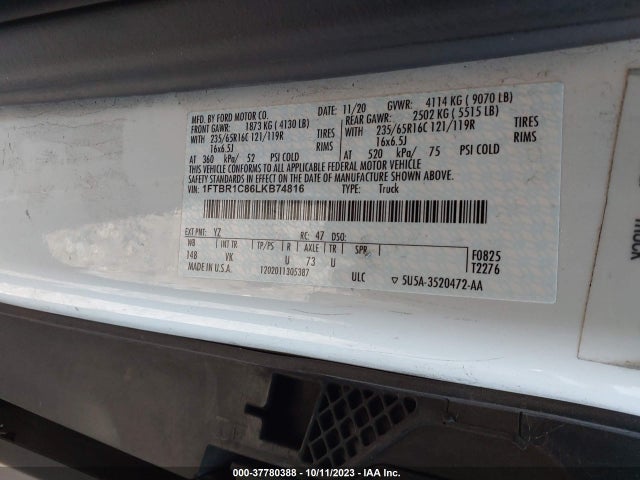 MFD. BY FORD MOTOR CO. DATE: 11/20 GVWR: 4114 KG ( 9070 LB)
FRONT GAWR: 1873 KG ( 4130 LB) REAR GAWR: 2502 KG ( 5515 LB)
WITH 235/65R16C 121/119R TIRES WITH 235/65R16C 121/119R TIRES
16x6.5J RIMS 16x6.5J RIMS
AT 360 kPa/ 52 PSI COLD AT 520 kPa/ 75 PSI COLD
THIS VEHICLE CONFORMS TO ALL APPLICABLE FEDERAL MOTOR VEHICLE
SAFETY STANDARDS IN EFFECT ON THE DATE OF MANUFACTURE SHOWN ABOVE.
VIN: 1FTBR1C86LKB74816 TYPE: Truck
EXT PNT: YZ RC: 47 DSO:
WB INT TR TP/PS R AXLE TR SPR F0825
148 VK U 73 U T2276
MADE IN U.S.A. 1202011305387 ULC 5U5A-3520472-AA
000-37780388 - 10/11/2023 - IAA Inc.